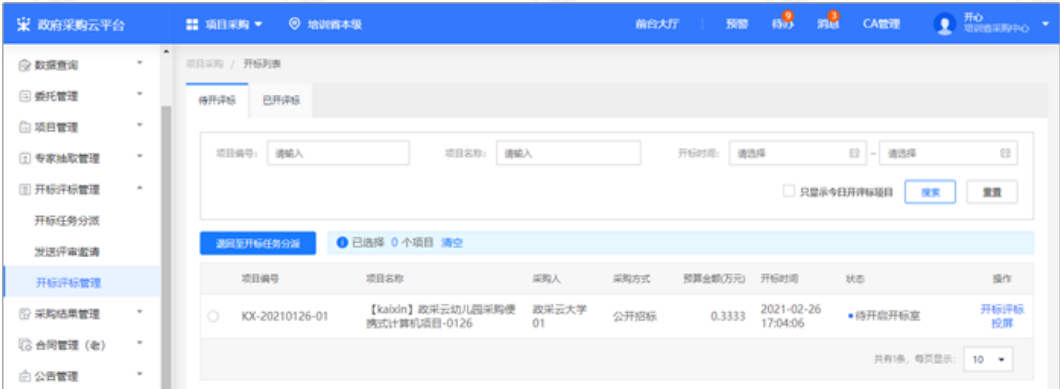 政府采购云平台 项目采购 培训省本级 前台大厅 预警 待办 9 消息 8 CA管理 开心
培训省采购中心
数据查询
委托管理
项目管理
专家抽取管理
开标评标管理
开标任务分派
发送评审邀请
开标评标管理
采购结果管理
合同管理（老）
公告管理
项目采购 / 开标列表
待开评标 已开评标
项目编号： 请输入 项目名称： 请输入 开标时间： 请选择 ~ 请选择
只显示今日开评标项目 搜索 重置
退回至开标任务分派 已选择 0 个项目 清空
项目编号 项目名称 采购人 采购方式 预算金额(万元) 开标时间 状态 操作
KX-20210126-01 【kaixin】政采云幼儿园采购便
携式计算机项目-0126 政采云大学
01 公开招标 0.3333 2021-02-26
17:04:06 待开启开标室 开标评标
投屏
共有1条，每页显示： 10